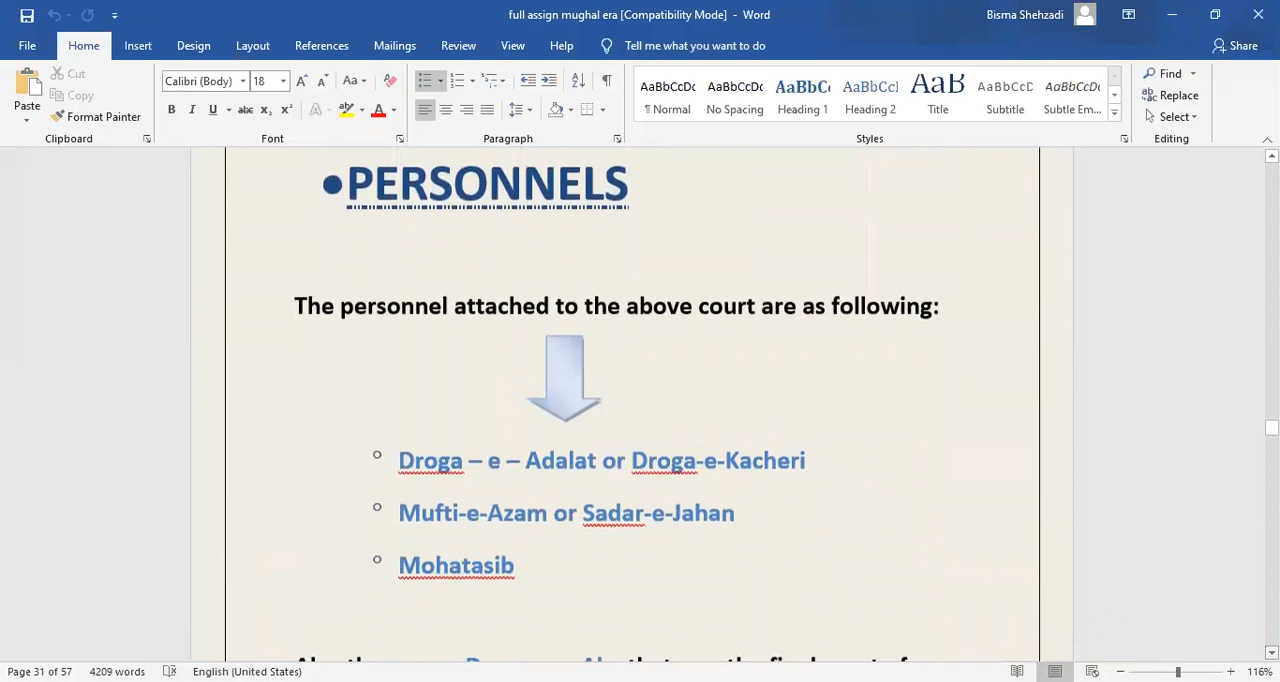 full assign mughal era [Compatibility Mode] - Word
Bisma Shehzadi
File Home Insert Design Layout References Mailings Review View Help Tell me what you want to do Share
Paste
Cut
Copy
Format Painter
Clipboard
Calibri (Body) 18
Font
Paragraph
AaBbCcDc AaBbCcDc AaBbC AaBbCcl AaB AaBbCcD AaBbCcDc
¶ Normal No Spacing Heading 1 Heading 2 Title Subtitle Subtle Em...
Styles
Find
Replace
Select
Editing
•PERSONNELS
The personnel attached to the above court are as following:
Droga – e – Adalat or Droga-e-Kacheri
Mufti-e-Azam or Sadar-e-Jahan
Mohatasib
Page 31 of 57 4209 words English (United States) 116%